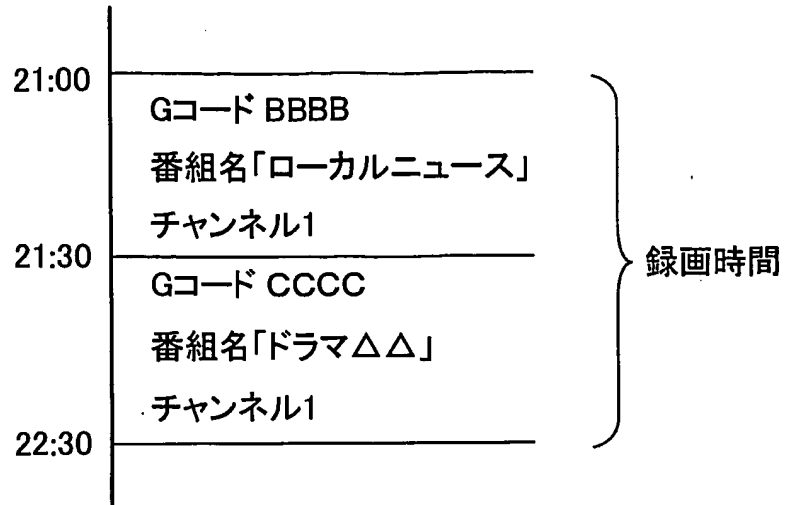 21:00
Gコード BBBB
番組名「ローカルニュース」
チャンネル1
21:30
Gコード CCCC
番組名「ドラマ△△」
チャンネル1
22:30
録画時間